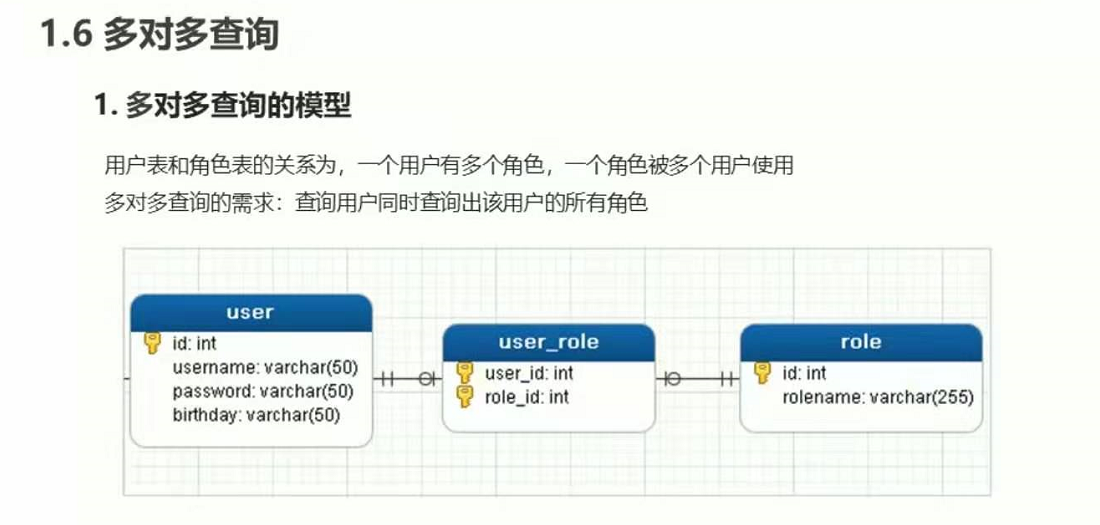 1.6 多对多查询
1. 多对多查询的模型
用户表和角色表的关系为，一个用户有多个角色，一个角色被多个用户使用
多对多查询的需求：查询用户同时查询出该用户的所有角色
user
id: int
username: varchar(50)
password: varchar(50)
birthday: varchar(50)
user_role
user_id: int
role_id: int
role
id: int
rolename: varchar(255)